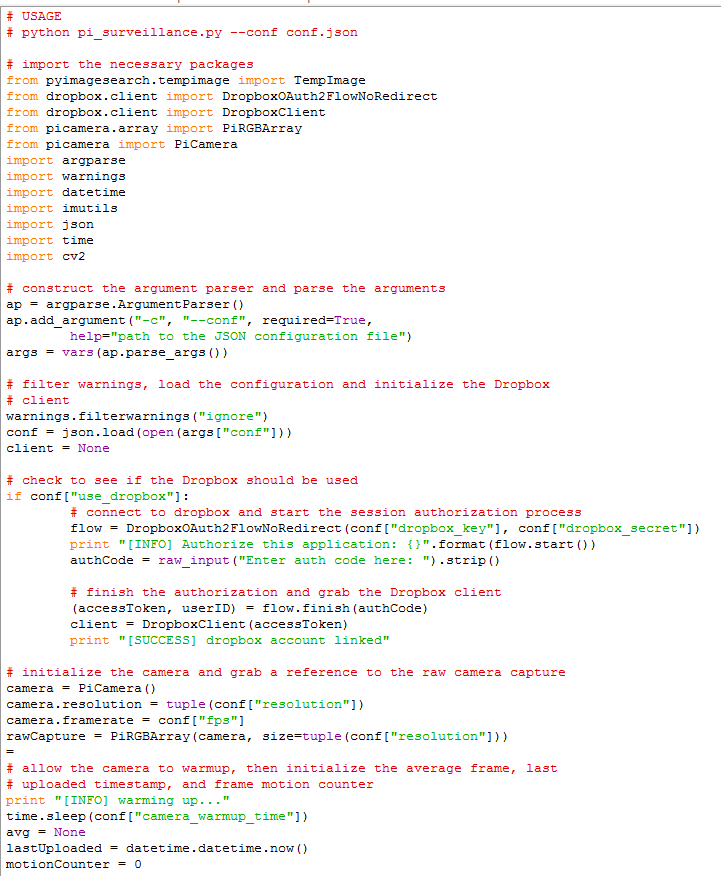 # USAGE
# python pi_surveillance.py --conf conf.json
# import the necessary packages
from pyimagesearch.tempimage import TempImage
from dropbox.client import DropboxOAuth2FlowNoRedirect
from dropbox.client import DropboxClient
from picamera.array import PiRGBArray
from picamera import PiCamera
import argparse
import warnings
import datetime
import imutils
import json
import time
import cv2
# construct the argument parser and parse the arguments
ap = argparse.ArgumentParser()
ap.add_argument("-c", "--conf", required=True,
        help="path to the JSON configuration file")
args = vars(ap.parse_args())
# filter warnings, load the configuration and initialize the Dropbox
# client
warnings.filterwarnings("ignore")
conf = json.load(open(args["conf"]))
client = None
# check to see if the Dropbox should be used
if conf["use_dropbox"]:
        # connect to dropbox and start the session authorization process
        flow = DropboxOAuth2FlowNoRedirect(conf["dropbox_key"], conf["dropbox_secret"])
        print "[INFO] Authorize this application: {}".format(flow.start())
        authCode = raw_input("Enter auth code here: ").strip()
        # finish the authorization and grab the Dropbox client
        (accessToken, userID) = flow.finish(authCode)
        client = DropboxClient(accessToken)
        print "[SUCCESS] dropbox account linked"
# initialize the camera and grab a reference to the raw camera capture
camera = PiCamera()
camera.resolution = tuple(conf["resolution"])
camera.framerate = conf["fps"]
rawCapture = PiRGBArray(camera, size=tuple(conf["resolution"]))
=
# allow the camera to warmup, then initialize the average frame, last
# uploaded timestamp, and frame motion counter
print "[INFO] warming up..."
time.sleep(conf["camera_warmup_time"])
avg = None
lastUploaded = datetime.datetime.now()
motionCounter = 0